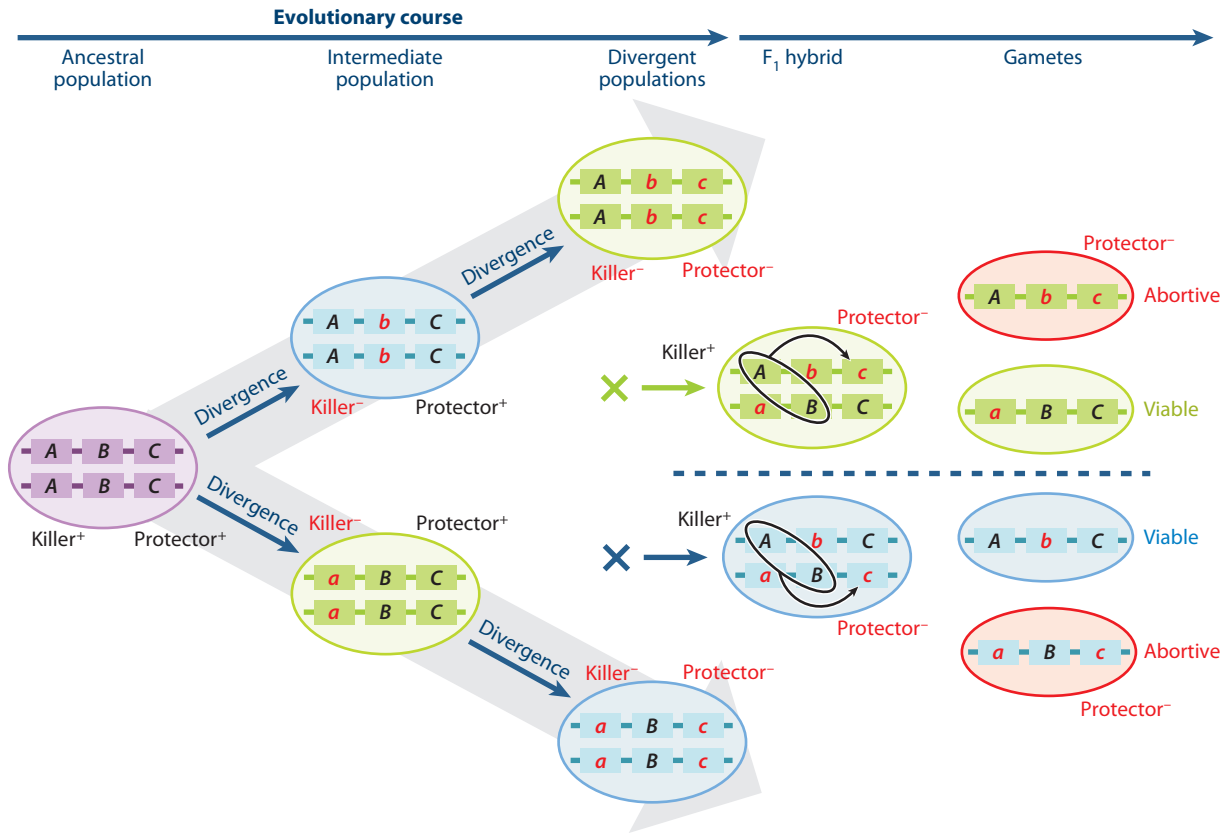 Evolutionary course
Ancestral
population
Intermediate
population
Divergent
populations
F1 hybrid
Gametes
A b c
A b c
Killer–
Protector–
Divergence
A b C
A b C
Killer–
Protector+
Divergence
A B C
A B C
Killer+
Protector+
Divergence
Killer–
Protector+
a B C
a B C
Divergence
Killer–
Protector–
a B c
a B c
Protector–
Killer+
×
A b c
a B C
Protector–
A b c
Abortive
a B C
Viable
Killer+
×
A b C
a B c
Protector–
A b C
Viable
a B c
Abortive
Protector–